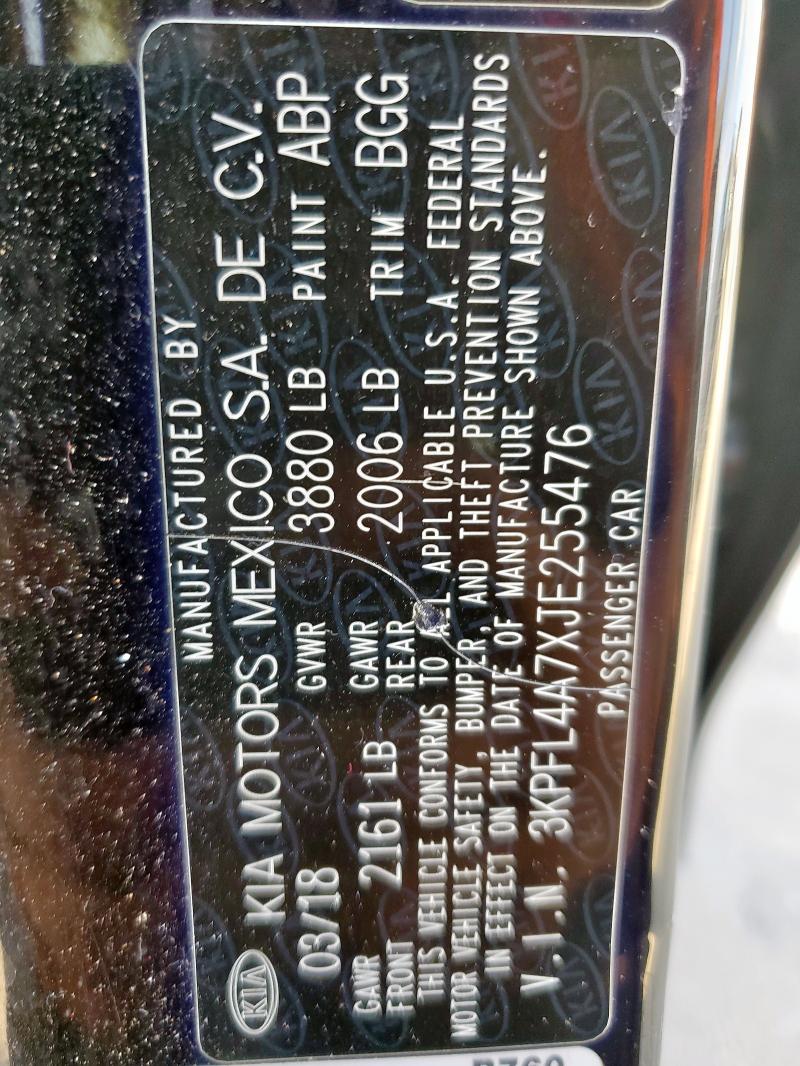 MANUFACTURED BY
KIA KIA MOTORS MEXICO S.A. DE C.V.
03/18 GVWR 3880 LB PAINT ABP
GAWR FRONT 2161 LB GAWR REAR 2006 LB TRIM BGG
THIS VEHICLE CONFORMS TO APPLICABLE U.S.A. FEDERAL
MOTOR VEHICLE SAFETY, BUMPER, AND THEFT PREVENTION STANDARDS
IN EFFECT ON THE DATE OF MANUFACTURE SHOWN ABOVE.
V.I.N. 3KPFL4A7XJE255476
PASSENGER CAR